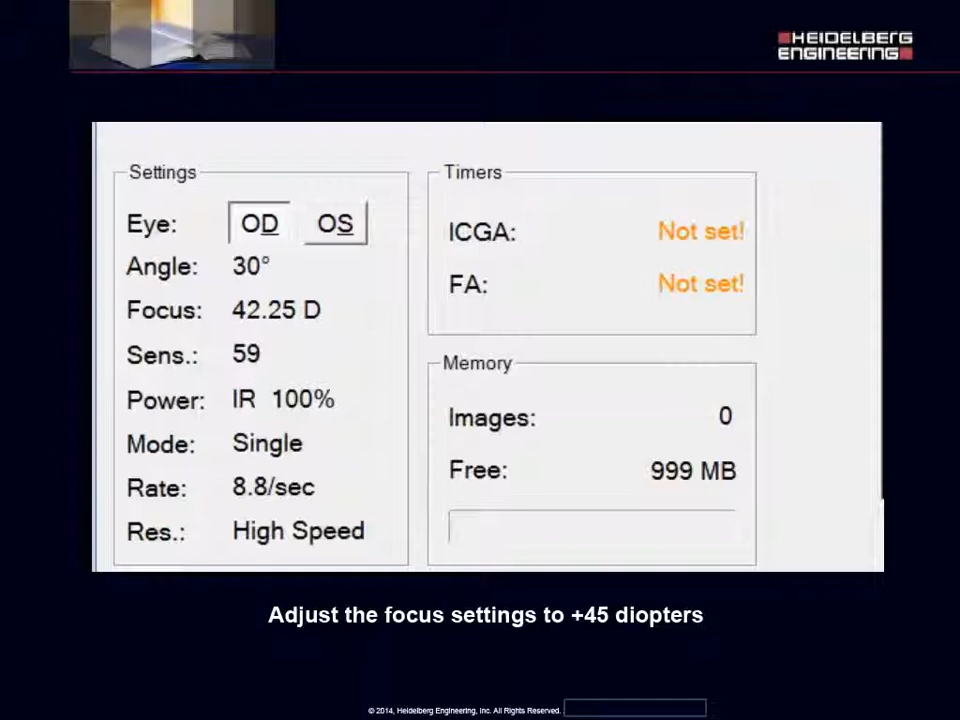 HEIDELBERG
ENGINEERING
Settings
Eye: OD OS
Angle: 30°
Focus: 42.25 D
Sens.: 59
Power: IR 100%
Mode: Single
Rate: 8.8/sec
Res.: High Speed
Timers
ICGA: Not set!
FA: Not set!
Memory
Images: 0
Free: 999 MB
Adjust the focus settings to +45 diopters
© 2014, Heidelberg Engineering, Inc. All Rights Reserved.